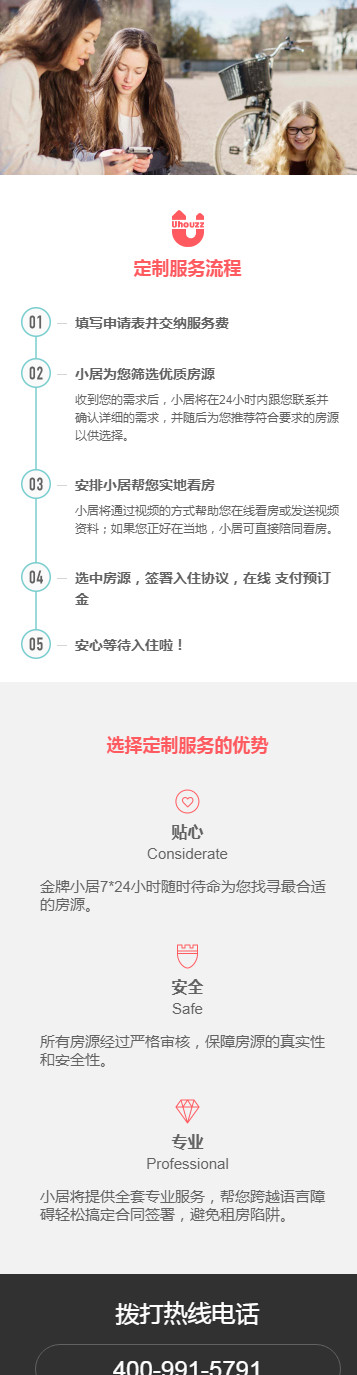 Uhouzz
定制服务流程
01 填写申请表并交纳服务费
02 小居为您筛选优质房源
收到您的需求后，小居将在24小时内跟您联系并
确认详细的需求，并随后为您推荐符合要求的房源
以供选择。
03 安排小居帮您实地看房
小居将通过视频的方式帮助您在线看房或发送视频
资料；如果您正好在当地，小居可直接陪同看房。
04 选中房源，签署入住协议，在线 支付预订
金
05 安心等待入住啦！
选择定制服务的优势
贴心
Considerate
金牌小居7*24小时随时待命为您找寻最合适
的房源。
安全
Safe
所有房源经过严格审核，保障房源的真实性
和安全性。
专业
Professional
小居将提供全套专业服务，帮您跨越语言障
碍轻松搞定合同签署，避免租房陷阱。
拨打热线电话
400-991-5791